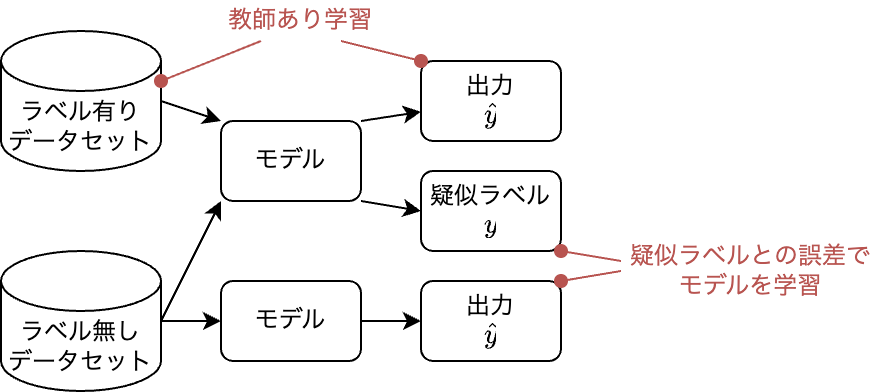 教師あり学習
ラベル有り
データセット
モデル
出力
ŷ
疑似ラベル
y
疑似ラベルとの誤差で
モデルを学習
ラベル無し
データセット
モデル
出力
ŷ